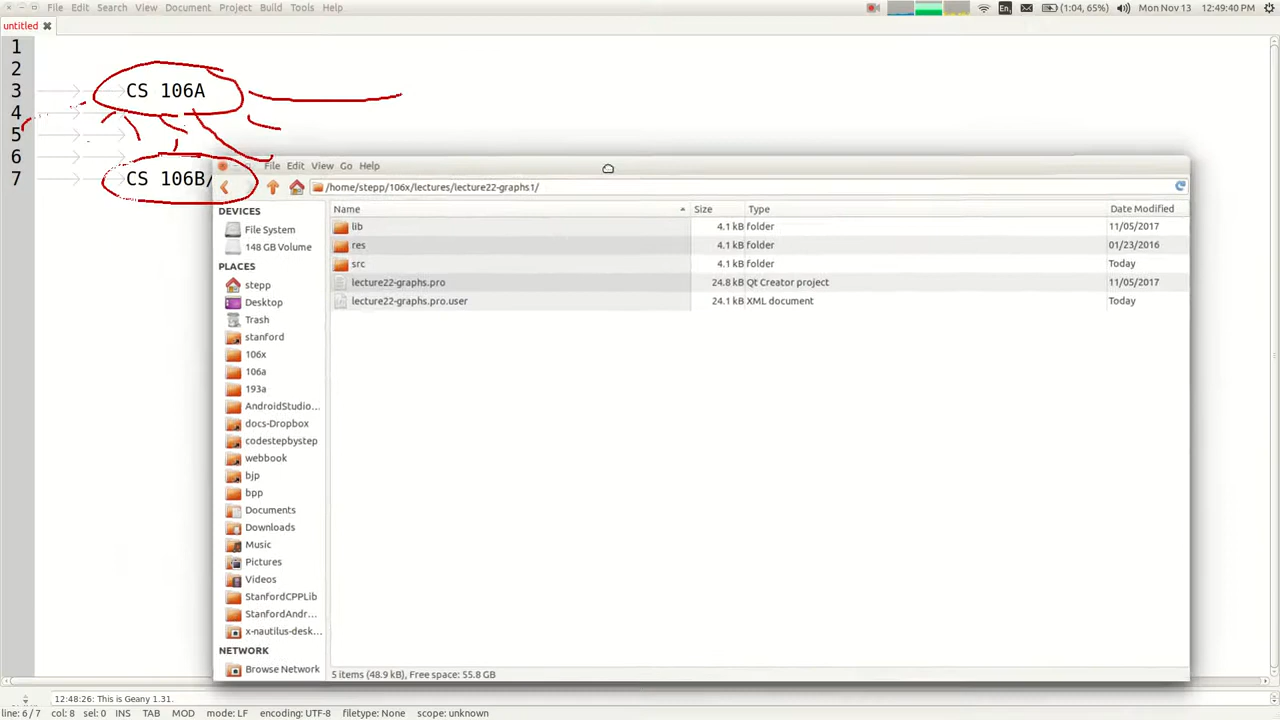 File Edit Search View Document Project Build Tools Help
En (1:04, 65%) Mon Nov 13 12:49:40
untitled
1
2
3 CS 106A
4
5
6
7 CS 106B/
File Edit View Go Help
/home/stepp/106x/lectures/lecture22-graphs1/
DEVICES
File System
148 GB Volume
PLACES
stepp
Desktop
Trash
stanford
106x
106a
193a
AndroidStudio...
docs-Dropbox
codestepbystep
webbook
bjp
bpp
Documents
Downloads
Music
Pictures
Videos
StanfordCPPLib
StanfordAndr...
x-nautilus-desk...
NETWORK
Browse Network
Name Size Type Date Modified
lib 4.1 kB folder 11/05/2017
res 4.1 kB folder 01/23/2016
src 4.1 kB folder Today
lecture22-graphs.pro 24.8 kB Qt Creator project 11/05/2017
lecture22-graphs.pro.user 24.1 kB XML document Today
5 items (48.9 kB), Free space: 55.8 GB
12:48:26: This is Geany 1.31.
line: 6 / 7 col: 8 sel: 0 INS TAB MOD mode: LF encoding: UTF-8 filetype: None scope: unknown